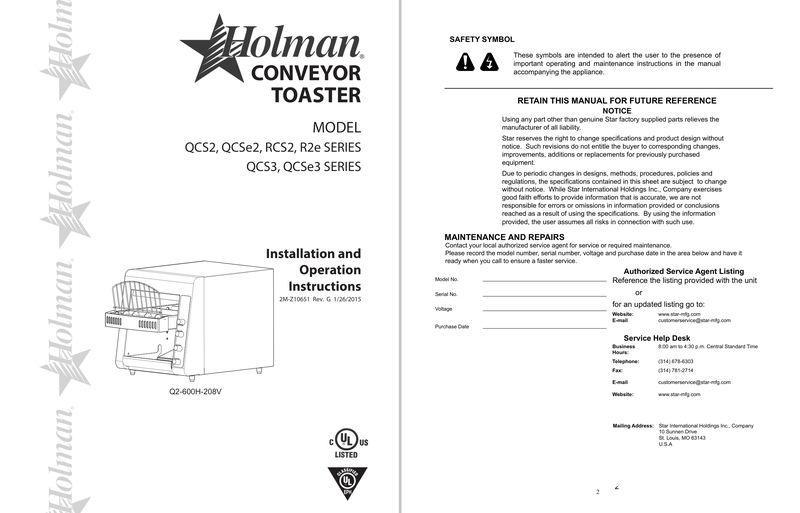 Holman
Holman
Holman
Holman®
CONVEYOR
TOASTER
MODEL
QCS2, QCSe2, RCS2, R2e SERIES
QCS3, QCSe3 SERIES
Installation and
Operation
Instructions
2M-Z10651 Rev. G 1/26/2015
Q2-600H-208V
C UL US
LISTED
CLASSIFIED
UL
EPH
SAFETY SYMBOL
These symbols are intended to alert the user to the presence of
important operating and maintenance instructions in the manual
accompanying the appliance.
RETAIN THIS MANUAL FOR FUTURE REFERENCE
NOTICE
Using any part other than genuine Star factory supplied parts relieves the
manufacturer of all liability.
Star reserves the right to change specifications and product design without
notice. Such revisions do not entitle the buyer to corresponding changes,
improvements, additions or replacements for previously purchased
equipment.
Due to periodic changes in designs, methods, procedures, policies and
regulations, the specifications contained in this sheet are subject to change
without notice. While Star International Holdings Inc., Company exercises
good faith efforts to provide information that is accurate, we are not
responsible for errors or omissions in information provided or conclusions
reached as a result of using the specifications. By using the information
provided, the user assumes all risks in connection with such use.
MAINTENANCE AND REPAIRS
Contact your local authorized service agent for service or required maintenance.
Please record the model number, serial number, voltage and purchase date in the area below and have it
ready when you call to ensure a faster service.
Model No.
Serial No.
Voltage
Purchase Date
Authorized Service Agent Listing
Reference the listing provided with the unit
or
for an updated listing go to:
Website: www.star-mfg.com
E-mail customerservice@star-mfg.com
Service Help Desk
Business 8:00 am to 4:30 p.m. Central Standard Time
Hours:
Telephone: (314) 678-6303
Fax: (314) 781-2714
E-mail customerservice@star-mfg.com
Website: www.star-mfg.com
Mailing Address: Star International Holdings Inc., Company
10 Sunnen Drive
St. Louis, MO 63143
U.S.A
2